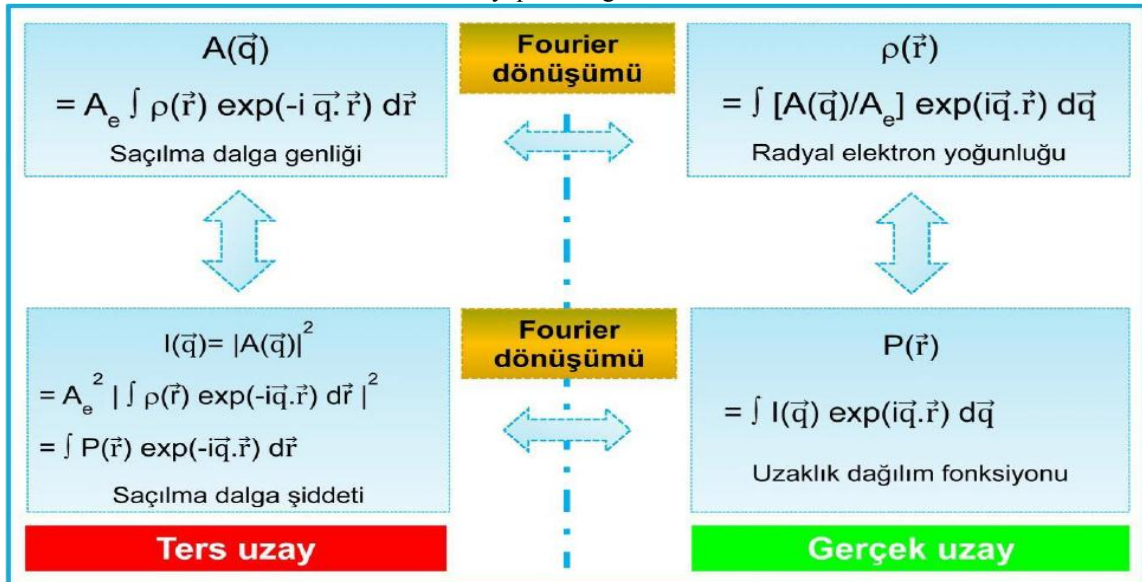 A(q⃗)
= Aₑ ∫ ρ(r⃗) exp(-i q⃗. r⃗) dr⃗
Saçılma dalga genliği
Fourier
dönüşümü
ρ(r⃗)
= ∫ [A(q⃗)/Aₑ] exp(iq⃗.r⃗) dq⃗
Radyal elektron yoğunluğu
I(q⃗)= |A(q⃗)|²
= Aₑ² | ∫ ρ(r⃗) exp(-iq⃗.r⃗) dr⃗ |²
= ∫ P(r⃗) exp(-iq⃗.r⃗) dr⃗
Saçılma dalga şiddeti
Fourier
dönüşümü
P(r⃗)
= ∫ I(q⃗) exp(iq⃗.r⃗) dq⃗
Uzaklık dağılım fonksiyonu
Ters uzay
Gerçek uzay